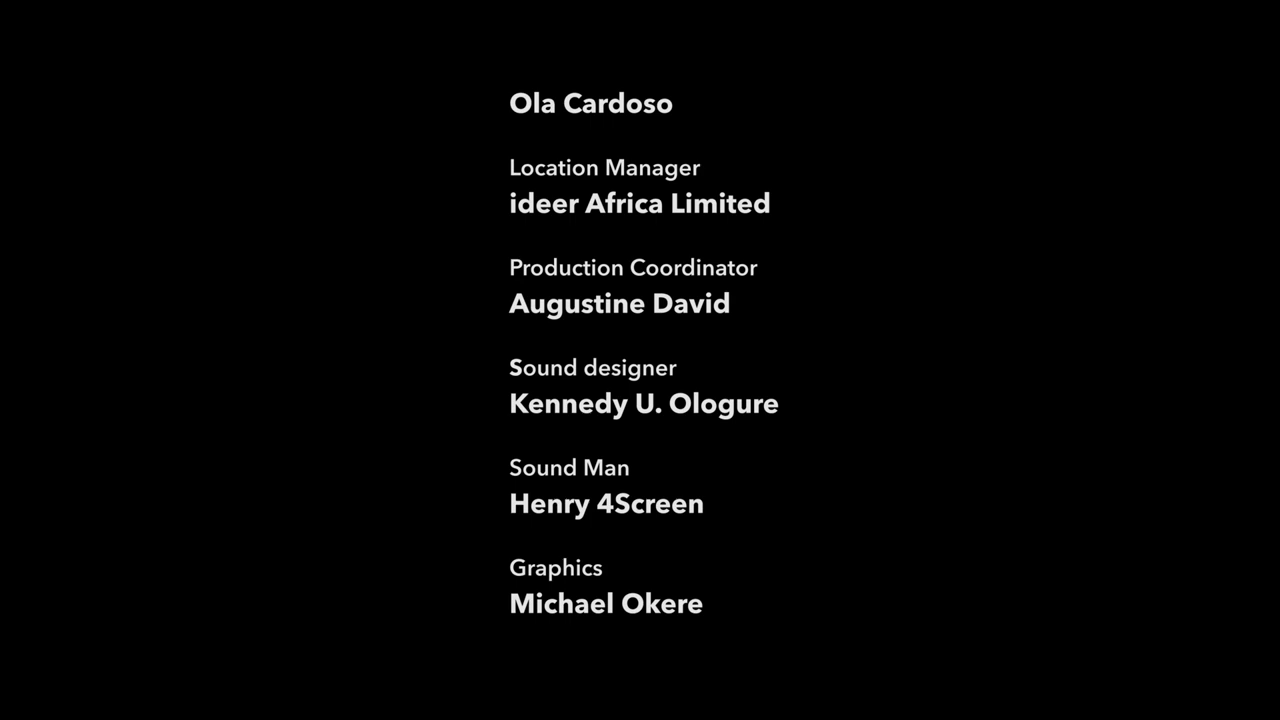 Ola Cardoso
Location Manager
ideer Africa Limited
Production Coordinator
Augustine David
Sound designer
Kennedy U. Ologure
Sound Man
Henry 4Screen
Graphics
Michael Okere